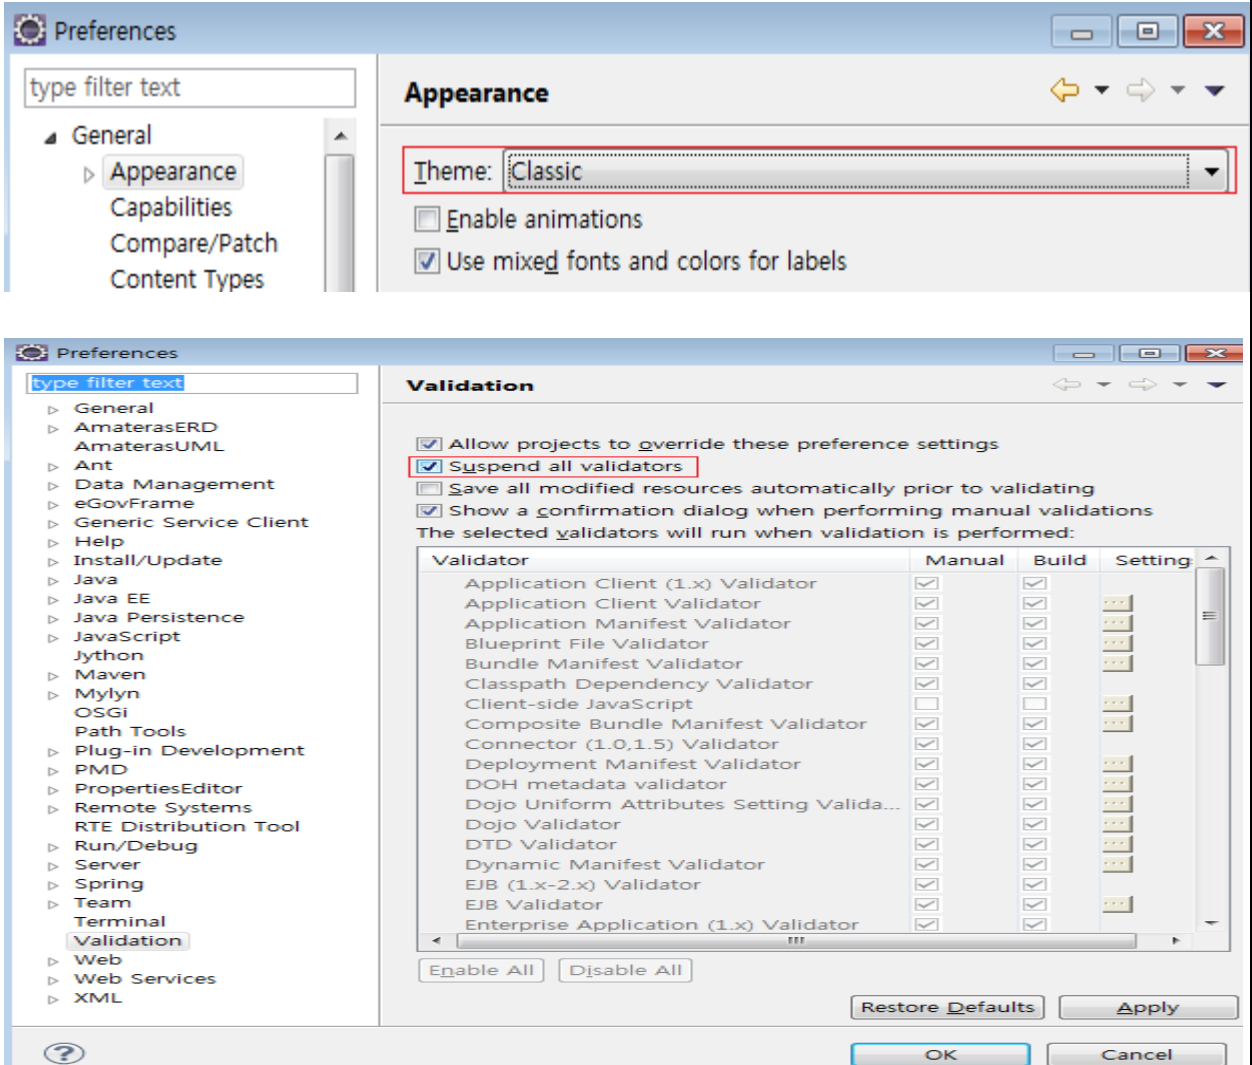 Preferences
type filter text
General
Appearance
Capabilities
Compare/Patch
Content Types
Appearance
Theme: Classic
Enable animations
Use mixed fonts and colors for labels
Preferences
type filter text
General
AmaterasERD
AmaterasUML
Ant
Data Management
eGovFrame
Generic Service Client
Help
Install/Update
Java
Java EE
Java Persistence
JavaScript
Jython
Maven
Mylyn
OSGi
Path Tools
Plug-in Development
PMD
PropertiesEditor
Remote Systems
RTE Distribution Tool
Run/Debug
Server
Spring
Team
Terminal
Validation
Web
Web Services
XML
Validation
Allow projects to override these preference settings
Suspend all validators
Save all modified resources automatically prior to validating
Show a confirmation dialog when performing manual validations
The selected validators will run when validation is performed:
Validator Manual Build Setting
Application Client (1.x) Validator
Application Client Validator ...
Application Manifest Validator ...
Blueprint File Validator ...
Bundle Manifest Validator ...
Classpath Dependency Validator
Client-side JavaScript ...
Composite Bundle Manifest Validator ...
Connector (1.0,1.5) Validator
Deployment Manifest Validator ...
DOH metadata validator ...
Dojo Uniform Attributes Setting Valida... ...
Dojo Validator ...
DTD Validator ...
Dynamic Manifest Validator ...
EJB (1.x-2.x) Validator
EJB Validator ...
Enterprise Application (1.x) Validator
Enable All Disable All
Restore Defaults Apply
? OK Cancel